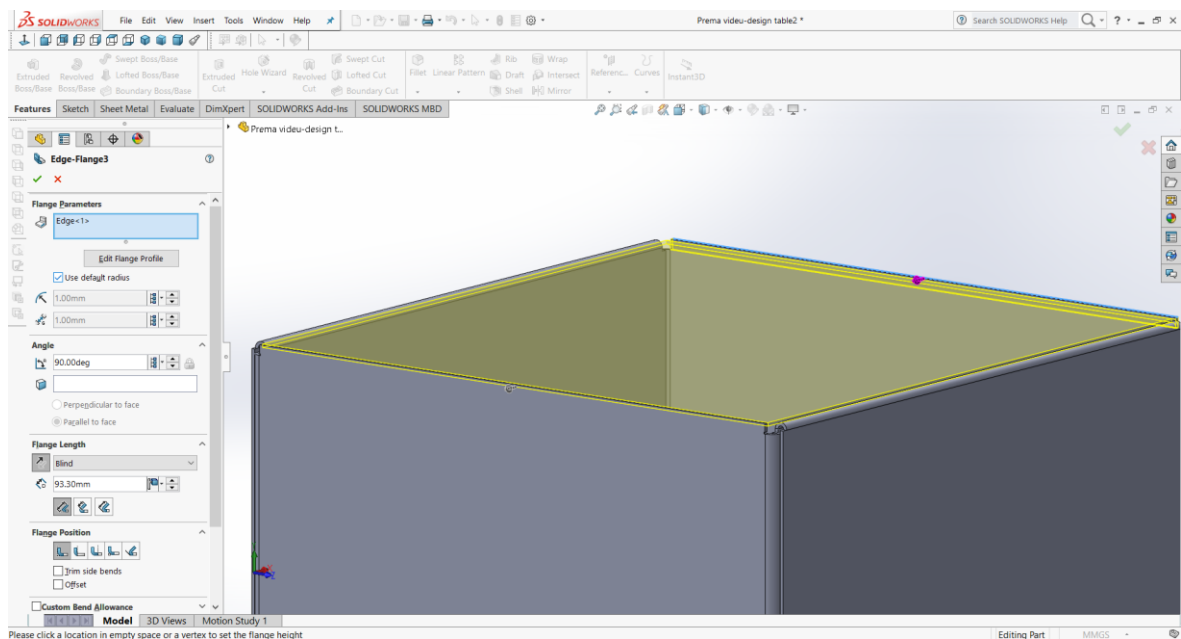 SOLIDWORKS File Edit View Insert Tools Window Help Prema videu-design table2 * Search SOLIDWORKS Help
Swept Boss/Base Swept Cut Rib Wrap
Extruded Boss/Base Revolved Boss/Base Lofted Boss/Base Extruded Cut Hole Wizard Revolved Cut Lofted Cut Fillet Linear Pattern Draft Intersect Referenc... Curves Instant3D
Boundary Boss/Base Boundary Cut Shell Mirror
Features Sketch Sheet Metal Evaluate DimXpert SOLIDWORKS Add-Ins SOLIDWORKS MBD
Prema videu-design t...
Edge-Flange3
Flange Parameters
Edge<1>
Edit Flange Profile
Use default radius
1.00mm
1.00mm
Angle
90.00deg
Perpendicular to face
Parallel to face
Flange Length
Blind
93.30mm
Flange Position
Trim side bends
Offset
Custom Bend Allowance
Model 3D Views Motion Study 1
Please click a location in empty space or a vertex to set the flange height Editing Part MMGS